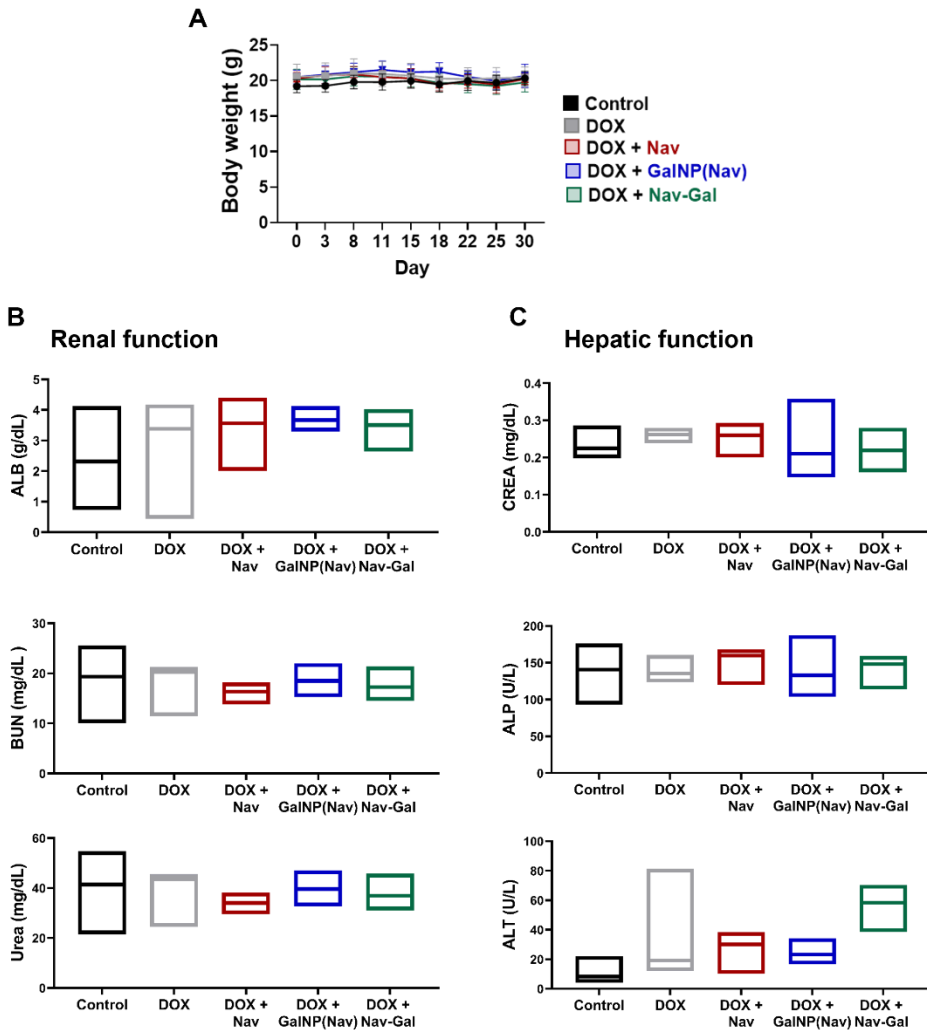 A
Body weight (g)
25
20
15
10
5
0
0 3 8 11 15 18 22 25 30
Day
Control
DOX
DOX + Nav
DOX + GalNP(Nav)
DOX + Nav-Gal
B
Renal function
ALB (g/dL)
5
4
3
2
1
0
Control DOX DOX + Nav DOX + GalNP(Nav) DOX + Nav-Gal
BUN (mg/dL )
30
20
10
0
Control DOX DOX + Nav DOX + GalNP(Nav) DOX + Nav-Gal
Urea (mg/dL)
60
40
20
0
Control DOX DOX + Nav DOX + GalNP(Nav) DOX + Nav-Gal
C
Hepatic function
CREA (mg/dL)
0.4
0.3
0.2
0.1
0.0
Control DOX DOX + Nav DOX + GalNP(Nav) DOX + Nav-Gal
ALP (U/L)
200
150
100
50
0
Control DOX DOX + Nav DOX + GalNP(Nav) DOX + Nav-Gal
ALT (U/L)
100
80
60
40
20
0
Control DOX DOX + Nav DOX + GalNP(Nav) DOX + Nav-Gal